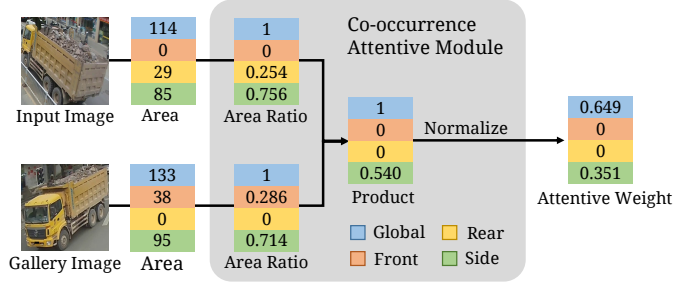 Co-occurrence
Attentive Module
114
0
29
85
Input Image
Area
1
0
0.254
0.756
Area Ratio
1
0
0
0.540
Product
Normalize
0.649
0
0
0.351
Attentive Weight
133
38
0
95
Gallery Image
Area
1
0.286
0
0.714
Area Ratio
Global
Rear
Front
Side